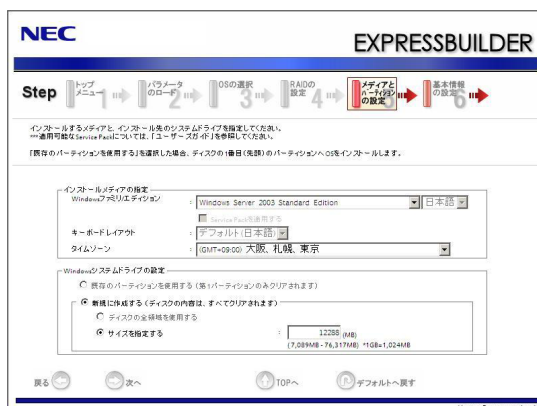 NEC
EXPRESSBUILDER
Step
トップメニュー 1
パラメータのロード 2
OSの選択 3
RAIDの設定 4
メディアとパーティションの設定 5
基本情報の設定 6
インストールするメディアと、インストール先のシステムドライブを指定してください。
適用可能なService Packについては、「ユーザーズガイド」を参照してください。
「既存のパーティションを使用する」を選択した場合、ディスクの1番目(先頭)のパーティションへOSをインストールします。
インストールメディアの指定
Windowsファミリ/エディション : Windows Server 2003 Standard Edition 日本語
Service Packを適用する
キーボードレイアウト : デフォルト(日本語)
タイムゾーン : (GMT+09:00) 大阪、札幌、東京
Windowsシステムドライブの設定
既存のパーティションを使用する (第1パーティションのみクリアされます)
新規に作成する (ディスクの内容は、すべてクリアされます)
ディスクの全領域を使用する
サイズを指定する : 12288 (MB)
(7,089MB - 76,317MB) *1GB=1,024MB
戻る 次へ TOPへ デフォルトへ戻す